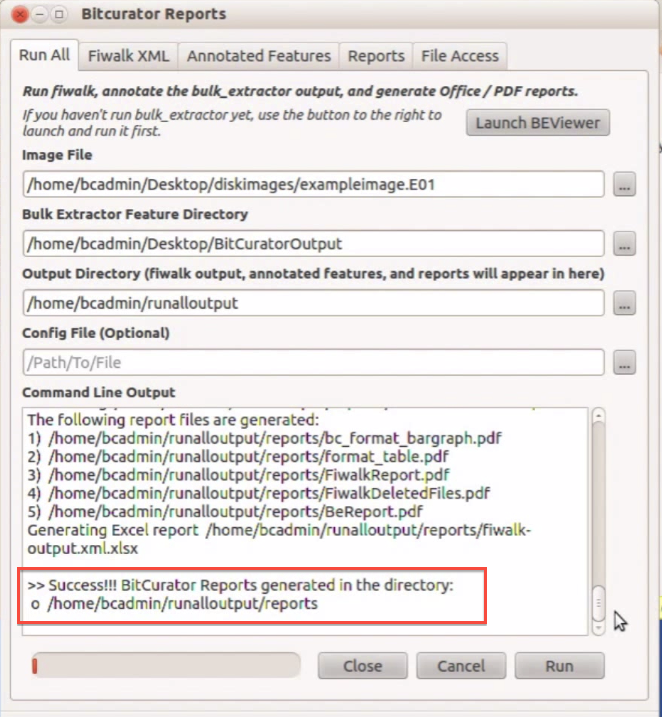 Bitcurator Reports
Run All
Fiwalk XML
Annotated Features
Reports
File Access
Run fiwalk, annotate the bulk_extractor output, and generate Office / PDF reports.
If you haven't run bulk_extractor yet, use the button to the right to
launch and run it first.
Launch BEViewer
Image File
/home/bcadmin/Desktop/diskimages/exampleimage.E01
...
Bulk Extractor Feature Directory
/home/bcadmin/Desktop/BitCuratorOutput
...
Output Directory (fiwalk output, annotated features, and reports will appear in here)
/home/bcadmin/runalloutput
...
Config File (Optional)
/Path/To/File
...
Command Line Output
The following report files are generated:
1) /home/bcadmin/runalloutput/reports/bc_format_bargraph.pdf
2) /home/bcadmin/runalloutput/reports/format_table.pdf
3) /home/bcadmin/runalloutput/reports/FiwalkReport.pdf
4) /home/bcadmin/runalloutput/reports/FiwalkDeletedFiles.pdf
5) /home/bcadmin/runalloutput/reports/BeReport.pdf
Generating Excel report /home/bcadmin/runalloutput/reports/fiwalk-
output.xml.xlsx
>> Success!!! BitCurator Reports generated in the directory:
o /home/bcadmin/runalloutput/reports
Close
Cancel
Run